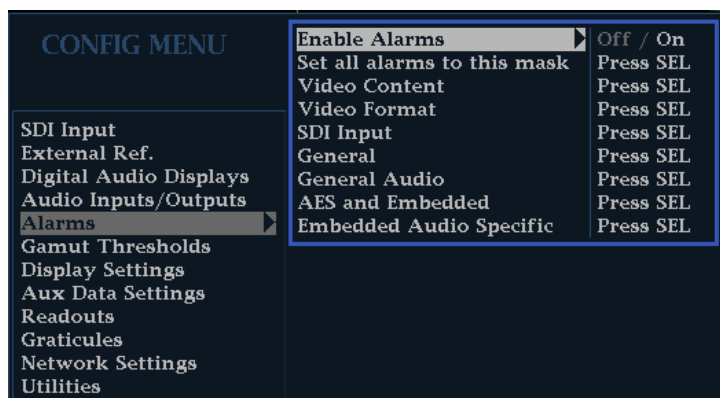 CONFIG MENU
SDI Input
External Ref.
Digital Audio Displays
Audio Inputs/Outputs
Alarms
Gamut Thresholds
Display Settings
Aux Data Settings
Readouts
Graticules
Network Settings
Utilities
Enable Alarms Off / On
Set all alarms to this mask Press SEL
Video Content Press SEL
Video Format Press SEL
SDI Input Press SEL
General Press SEL
General Audio Press SEL
AES and Embedded Press SEL
Embedded Audio Specific Press SEL